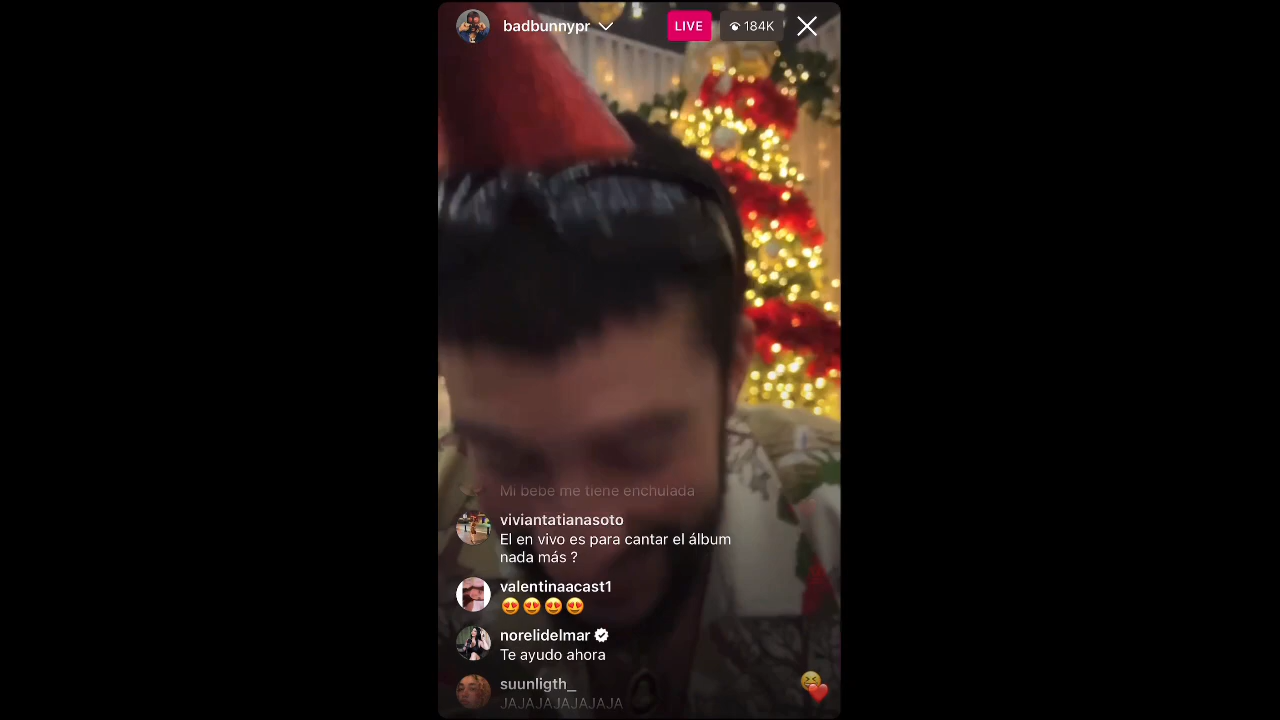 badbunnypr
LIVE
184K
Mi bebe me tiene enchulada
viviantatianasoto
El en vivo es para cantar el álbum
nada más ?
valentinaacast1
😍😍😍😍
norelidelmar
Te ayudo ahora
suunligth_
JAJAJAJAJAJAJA